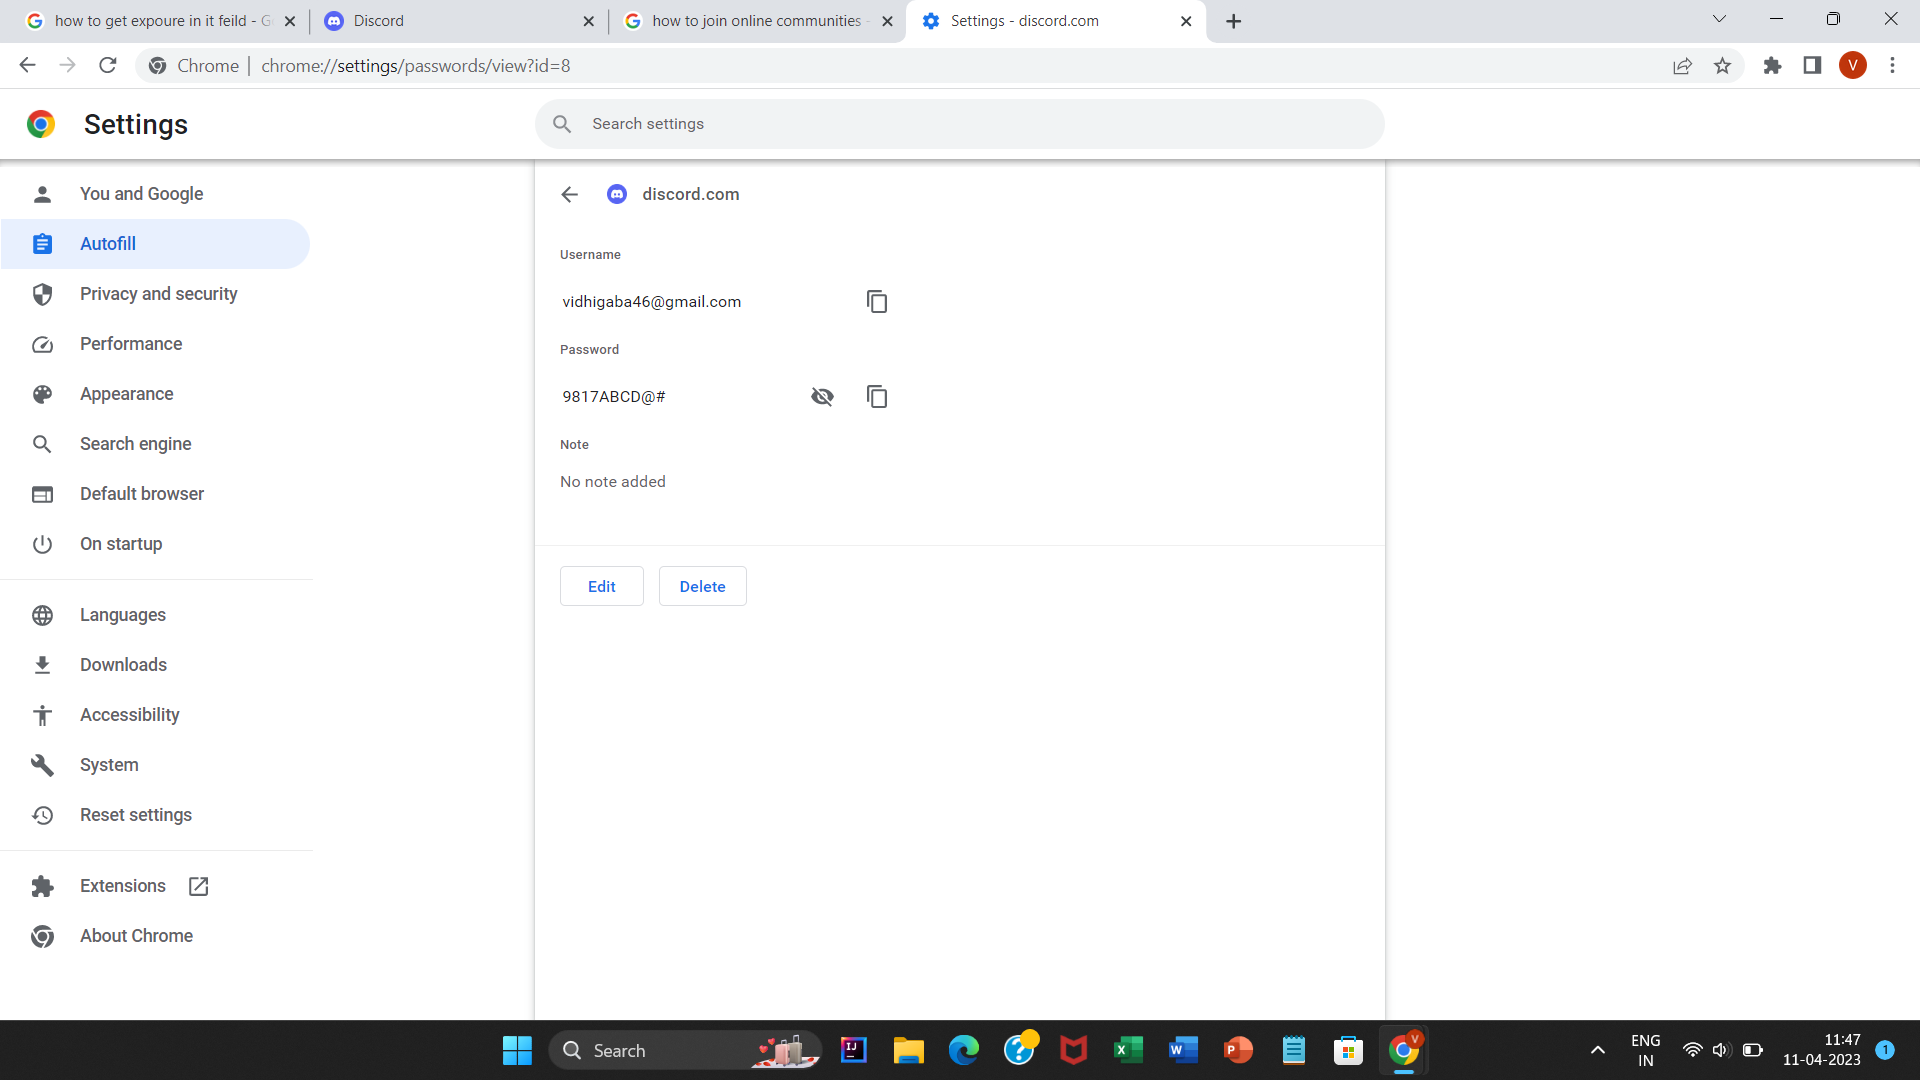 how to get expoure in it feild - G
Discord
how to join online communities -
Settings - discord.com
Chrome
chrome://settings/passwords/view?id=8
V
Settings
Search settings
You and Google
Autofill
Privacy and security
Performance
Appearance
Search engine
Default browser
On startup
Languages
Downloads
Accessibility
System
Reset settings
Extensions
About Chrome
discord.com
Username
vidhigaba46@gmail.com
Password
9817ABCD@#
Note
No note added
Edit
Delete
Search
ENG
IN
11:47
11-04-2023
1